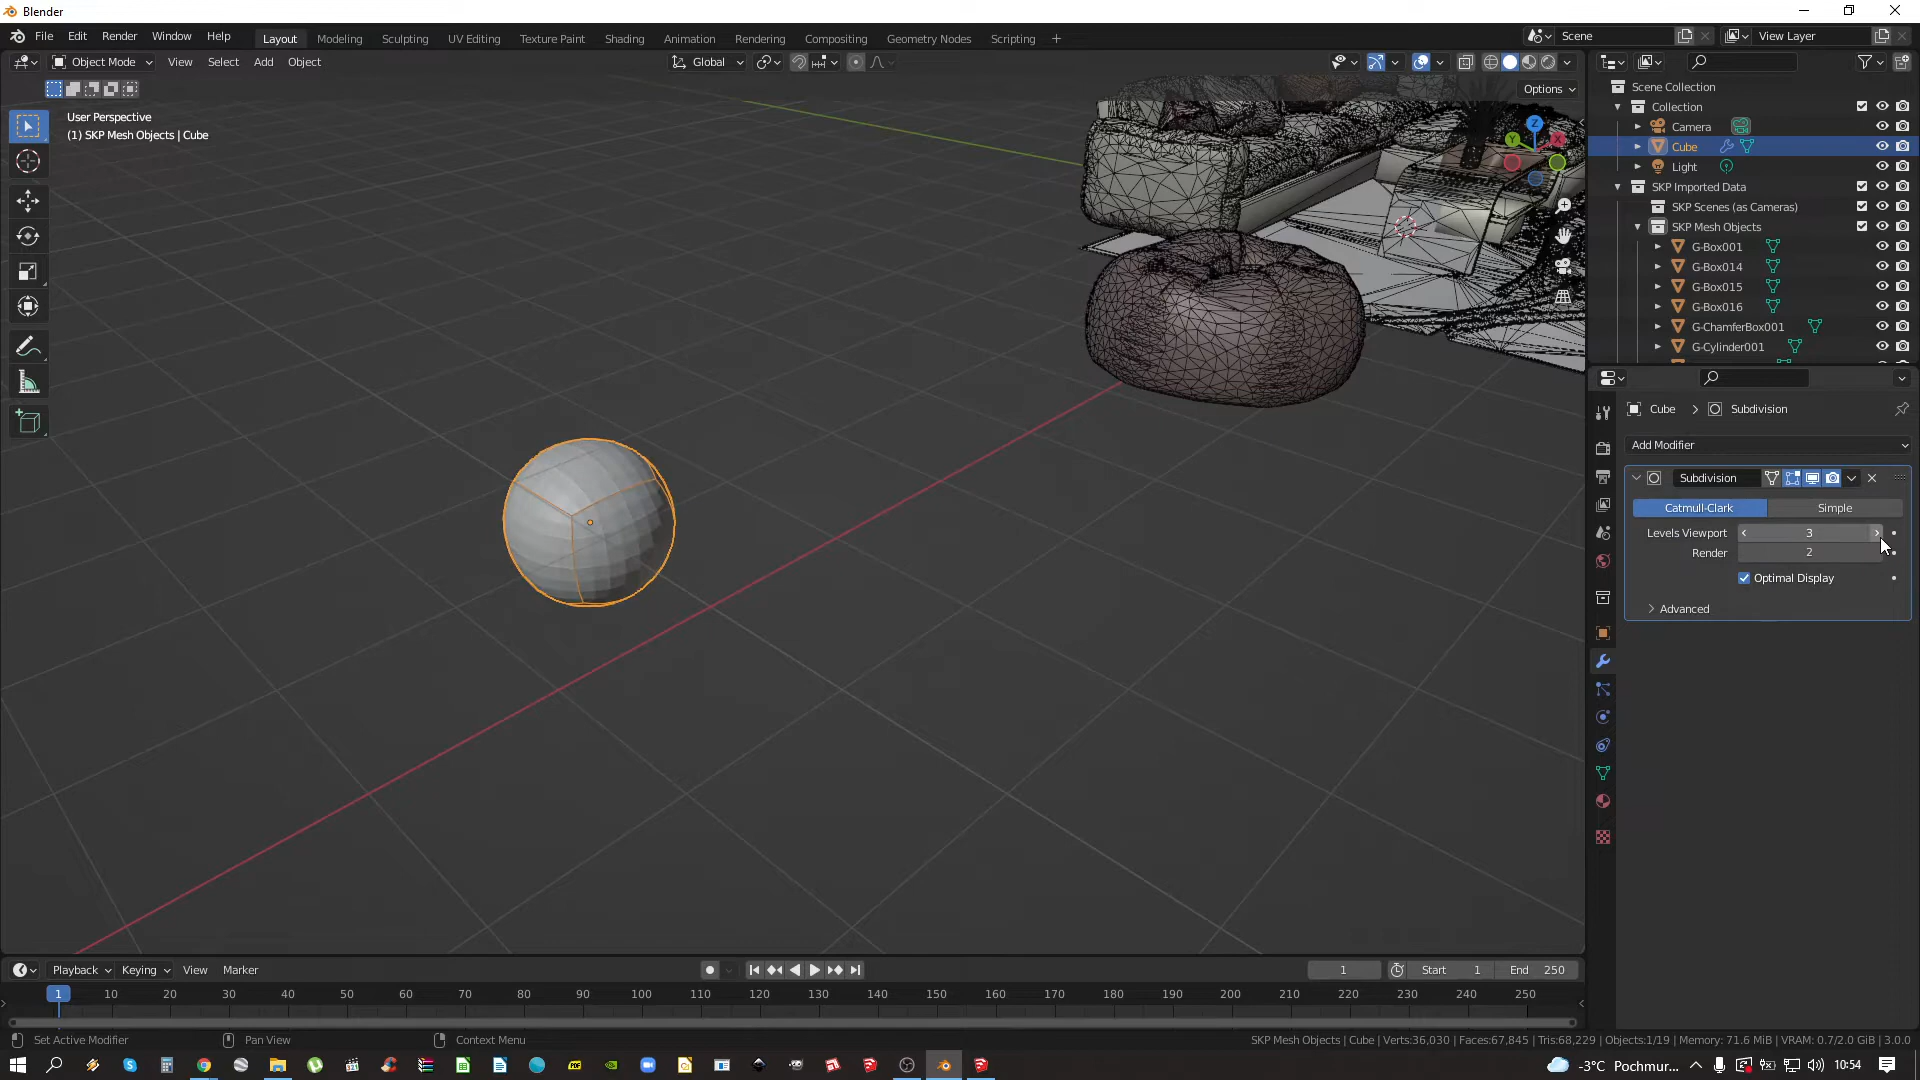 Blender
File Edit Render Window Help
Layout Modeling Sculpting UV Editing Texture Paint Shading Animation Rendering Compositing Geometry Nodes Scripting +
Scene
View Layer
Object Mode View Select Add Object
Global
Options
User Perspective
(1) SKP Mesh Objects | Cube
Z
Y
X
Scene Collection
Collection
Camera
Cube
Light
SKP Imported Data
SKP Scenes (as Cameras)
SKP Mesh Objects
G-Box001
G-Box014
G-Box015
G-Box016
G-ChamferBox001
G-Cylinder001
Cube > Subdivision
Add Modifier
Subdivision
Catmull-Clark Simple
Levels Viewport 3
Render 2
Optimal Display
Advanced
Playback Keying View Marker
1 Start 1 End 250
1 10 20 30 40 50 60 70 80 90 100 110 120 130 140 150 160 170 180 190 200 210 220 230 240 250
Set Active Modifier Pan View Context Menu
SKP Mesh Objects | Cube | Verts:36,030 | Faces:67,845 | Tris:68,229 | Objects:1/19 | Memory: 71.6 MiB | VRAM: 0.7/2.0 GiB | 3.0.0
-3°C Pochmur... 10:54